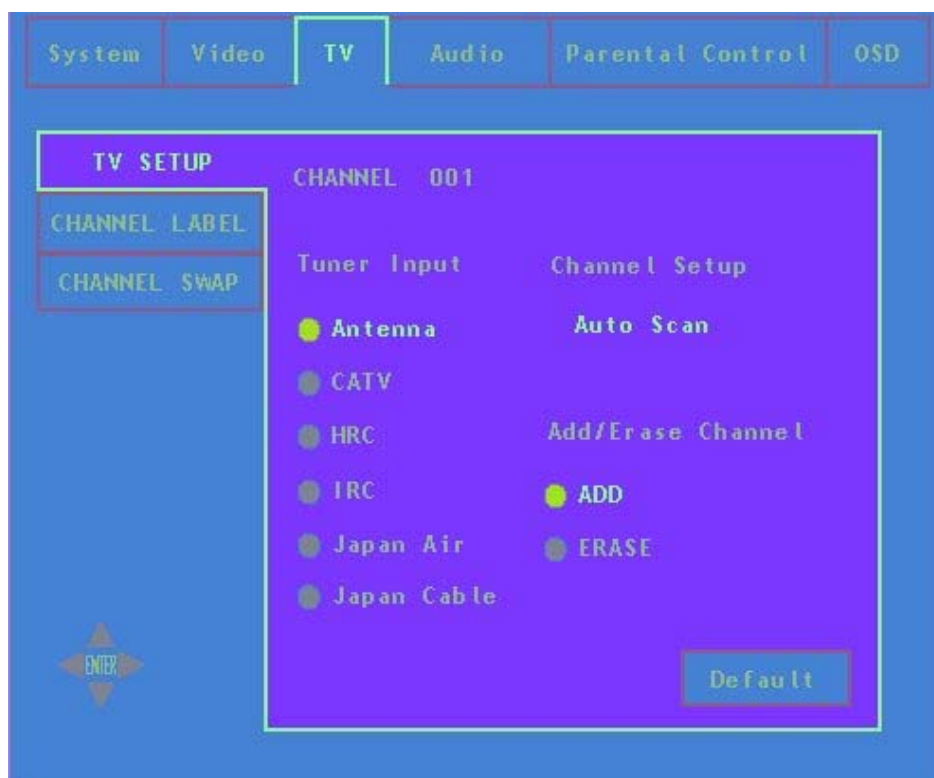 System Video TV Audio Parental Control OSD
TV SETUP
CHANNEL LABEL
CHANNEL SWAP
CHANNEL 001
Tuner Input
Antenna
CATV
HRC
IRC
Japan Air
Japan Cable
Channel Setup
Auto Scan
Add/Erase Channel
ADD
ERASE
ENTER
Default